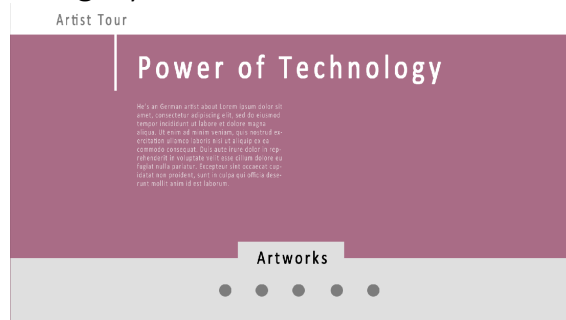 Artist Tour
Power of Technology
He's an German artist about Lorem ipsum dolor sit
amet, consectetur adipiscing elit, sed do eiusmod
tempor incididunt ut labore et dolore magna
aliqua. Ut enim ad minim veniam, quis nostrud ex-
ercitation ullamco laboris nisi ut aliquip ex ea
commodo consequat. Duis aute irure dolor in rep-
rehenderit in voluptate velit esse cillum dolore eu
fugiat nulla pariatur. Excepteur sint occaecat cup-
idatat non proident, sunt in culpa qui officia dese-
runt mollit anim id est laborum.
Artworks